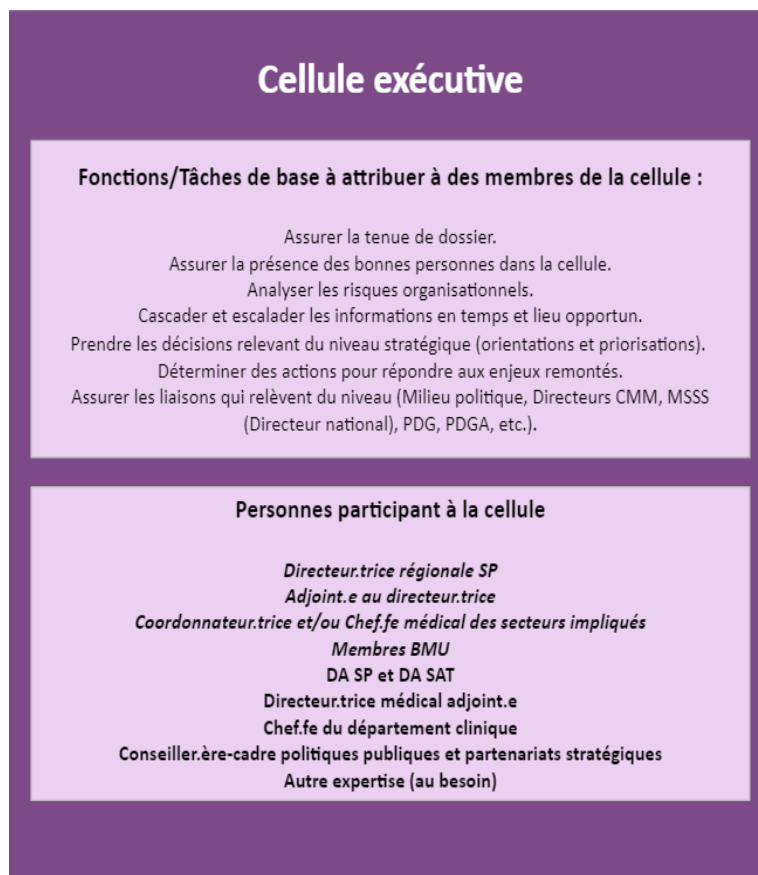 Cellule exécutive
Fonctions/Tâches de base à attribuer à des membres de la cellule :
Assurer la tenue de dossier.
Assurer la présence des bonnes personnes dans la cellule.
Analyser les risques organisationnels.
Cascader et escalader les informations en temps et lieu opportun.
Prendre les décisions relevant du niveau stratégique (orientations et priorisations).
Déterminer des actions pour répondre aux enjeux remontés.
Assurer les liaisons qui relèvent du niveau (Milieu politique, Directeurs CMM, MSSS
(Directeur national), PDG, PDGA, etc.).
Personnes participant à la cellule
Directeur.trice régionale SP
Adjoint.e au directeur.trice
Coordonnateur.trice et/ou Chef.fe médical des secteurs impliqués
Membres BMU
DA SP et DA SAT
Directeur.trice médical adjoint.e
Chef.fe du département clinique
Conseiller.ère-cadre politiques publiques et partenariats stratégiques
Autre expertise (au besoin)